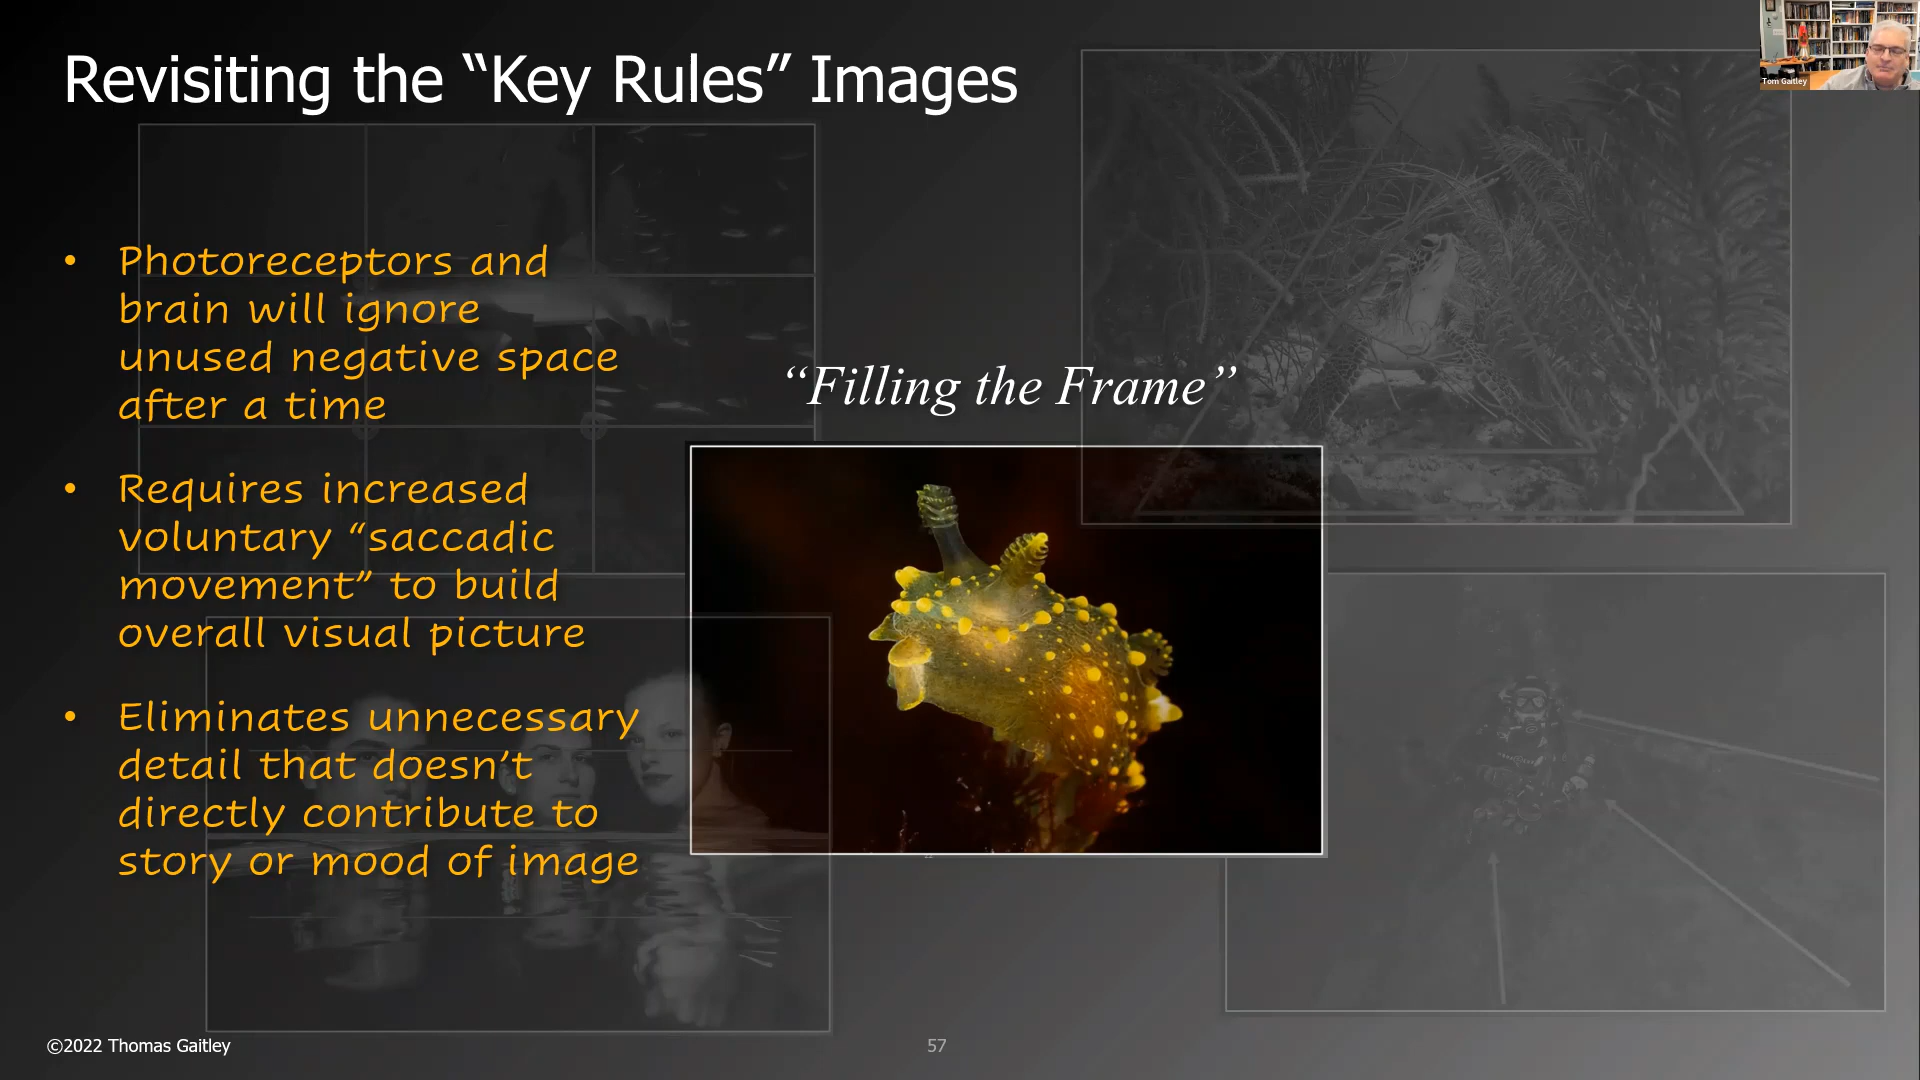 Revisiting the “Key Rules” Images
Tom Gaitley
• Photoreceptors and
brain will ignore
unused negative space
after a time
• Requires increased
voluntary “saccadic
movement” to build
overall visual picture
• Eliminates unnecessary
detail that doesn’t
directly contribute to
story or mood of image
“Filling the Frame”
©2022 Thomas Gaitley
57